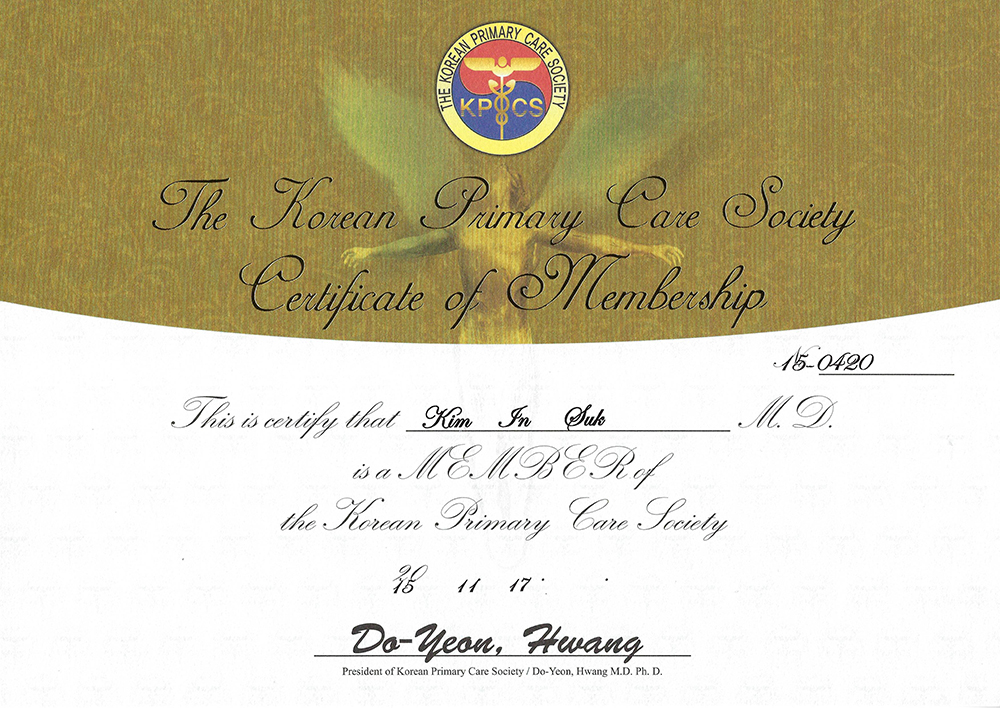 THE KOREAN PRIMARY CARE SOCIETY
KPCS
The Korean Primary Care Society
Certificate of Membership
15-0420
This is certify that Kim In Suk M. D.
is a MEMBER of
the Korean Primary Care Society
20
15 11 17
Do-Yeon, Hwang
President of Korean Primary Care Society / Do-Yeon, Hwang M.D. Ph. D.